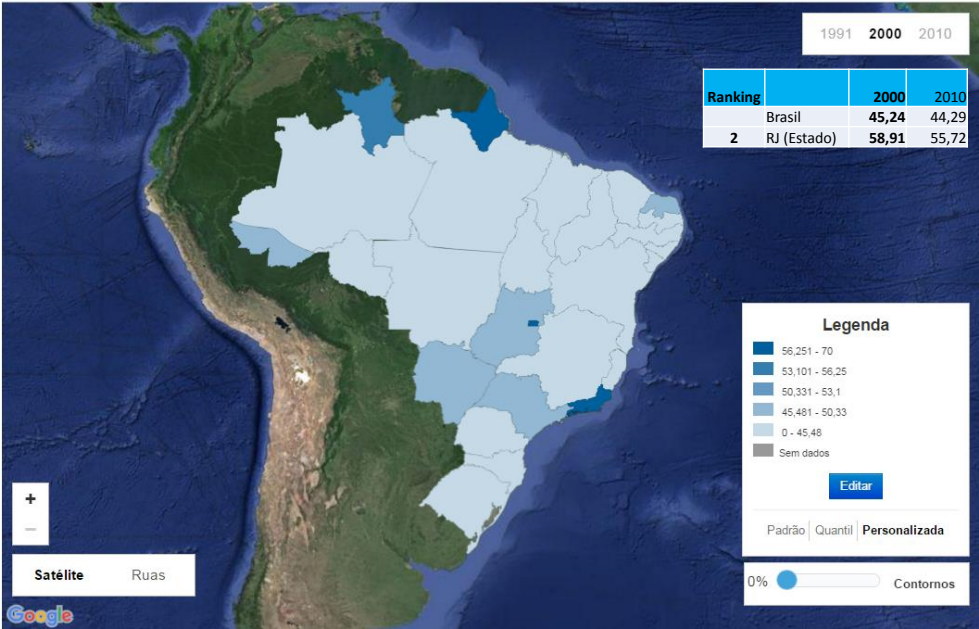 1991 2000 2010
Ranking 2000 2010
Brasil 45,24 44,29
2 RJ (Estado) 58,91 55,72
Legenda
56,251 - 70
53,101 - 56,25
50,331 - 53,1
45,481 - 50,33
0 - 45,48
Sem dados
Editar
Padrão Quantil Personalizada
+
−
Satélite Ruas
0% Contornos
Google